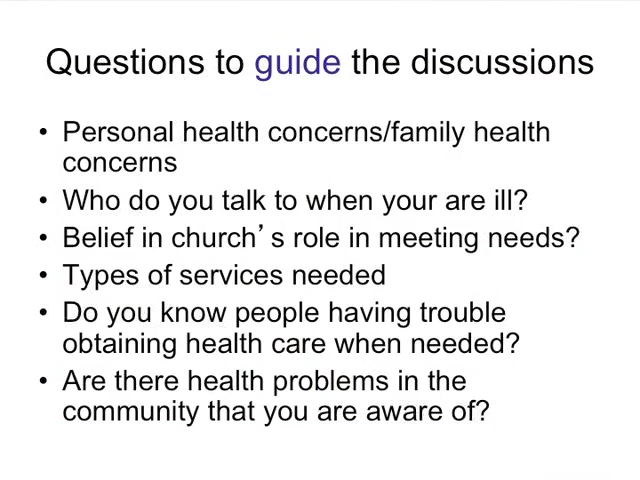 Questions to guide the discussions
• Personal health concerns/family health
concerns
• Who do you talk to when your are ill?
• Belief in church’s role in meeting needs?
• Types of services needed
• Do you know people having trouble
obtaining health care when needed?
• Are there health problems in the
community that you are aware of?